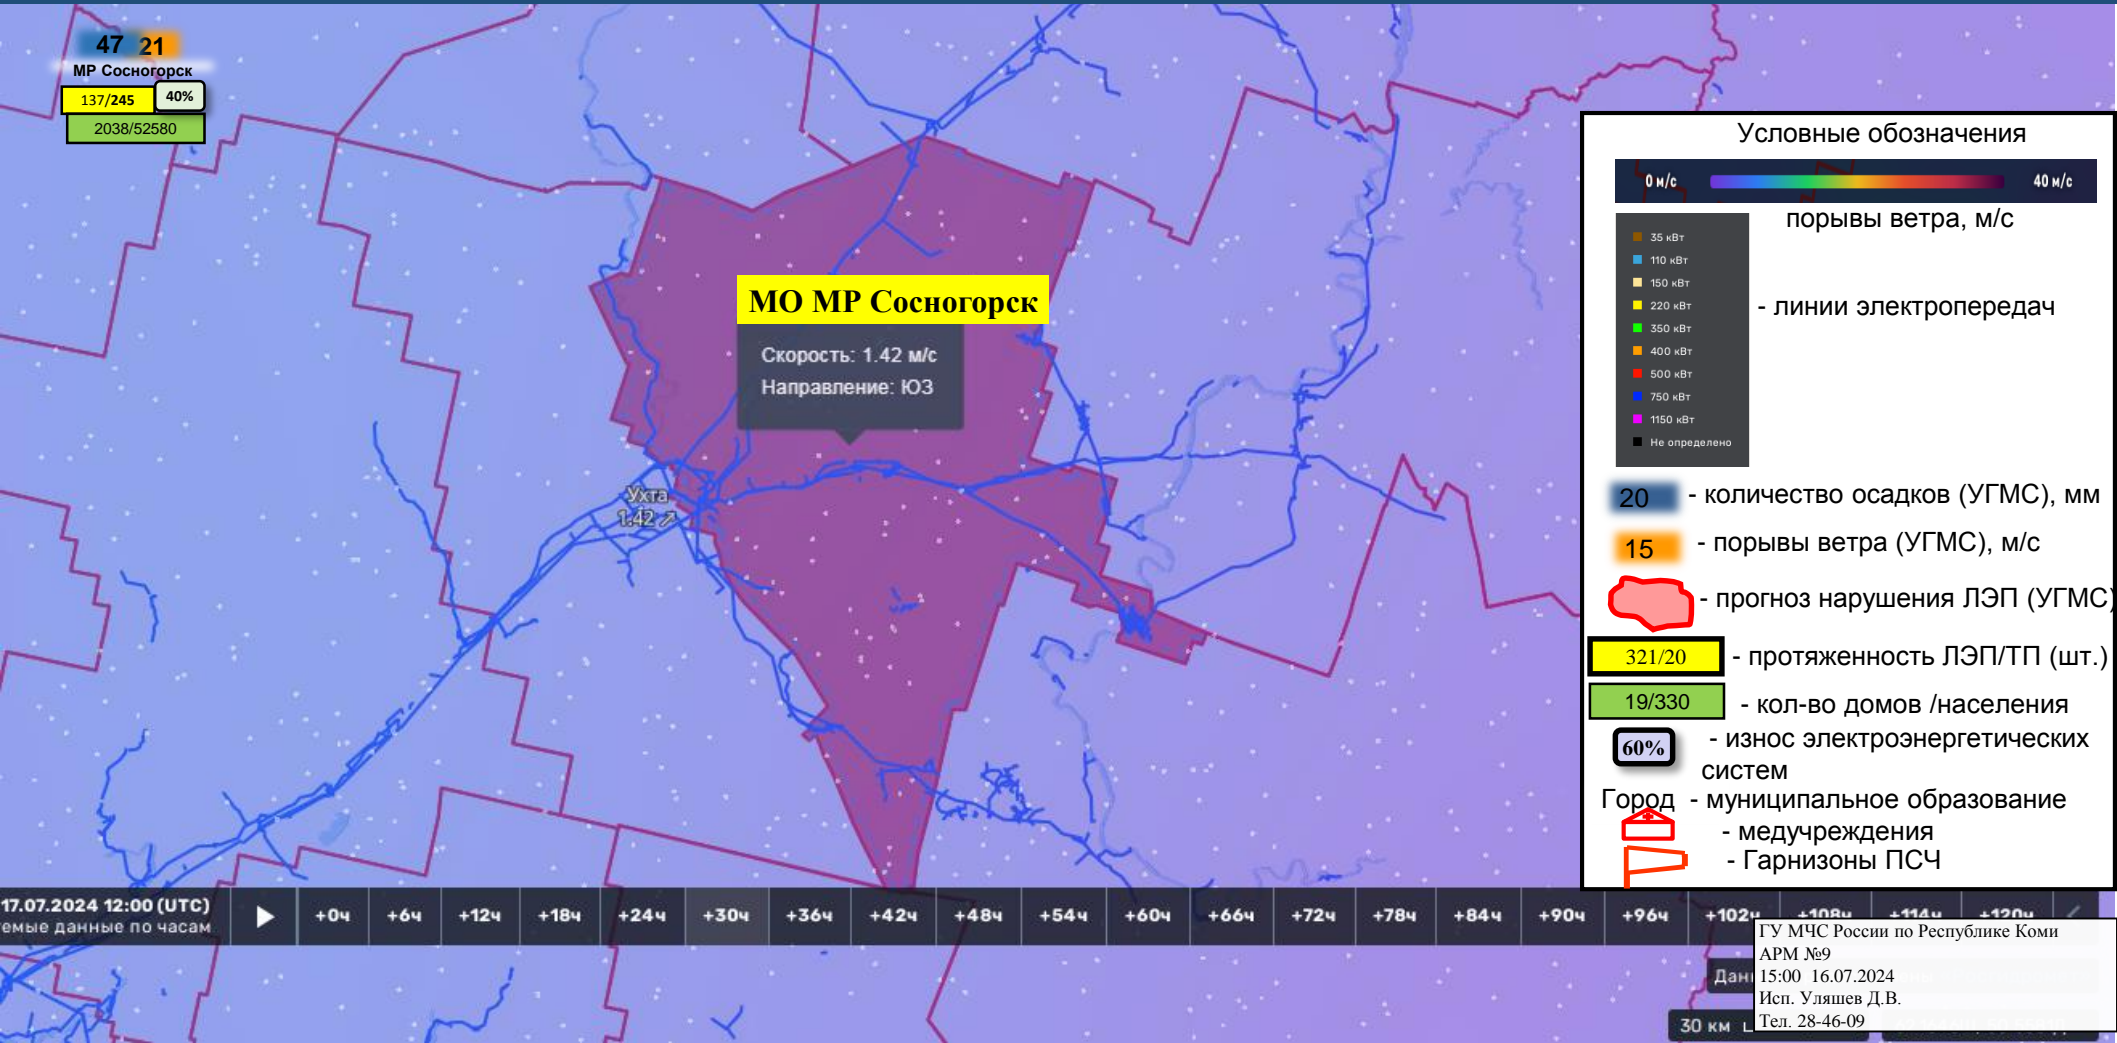 47 21
МР Сосногорск
137/245 40%
2038/52580
МО МР Сосногорск
Скорость: 1.42 м/с
Направление: ЮЗ
Ухта
1.42
Условные обозначения
0 м/с 40 м/с
порывы ветра, м/с
35 кВт
110 кВт
150 кВт
220 кВт
350 кВт
400 кВт
500 кВт
750 кВт
1150 кВт
Не определено
- линии электропередач
20 - количество осадков (УГМС), мм
15 - порывы ветра (УГМС), м/с
- прогноз нарушения ЛЭП (УГМС)
321/20 - протяженность ЛЭП/ТП (шт.)
19/330 - кол-во домов /населения
60% - износ электроэнергетических
систем
Город - муниципальное образование
- медучреждения
- Гарнизоны ПСЧ
17.07.2024 12:00 (UTC)
данные по часам
+0ч +6ч +12ч +18ч +24ч +30ч +36ч +42ч +48ч +54ч +60ч +66ч +72ч +78ч +84ч +90ч +96ч +102ч +108ч +114ч +120ч
ГУ МЧС России по Республике Коми
АРМ №9
15:00 16.07.2024
Исп. Уляшев Д.В.
Тел. 28-46-09
30 км